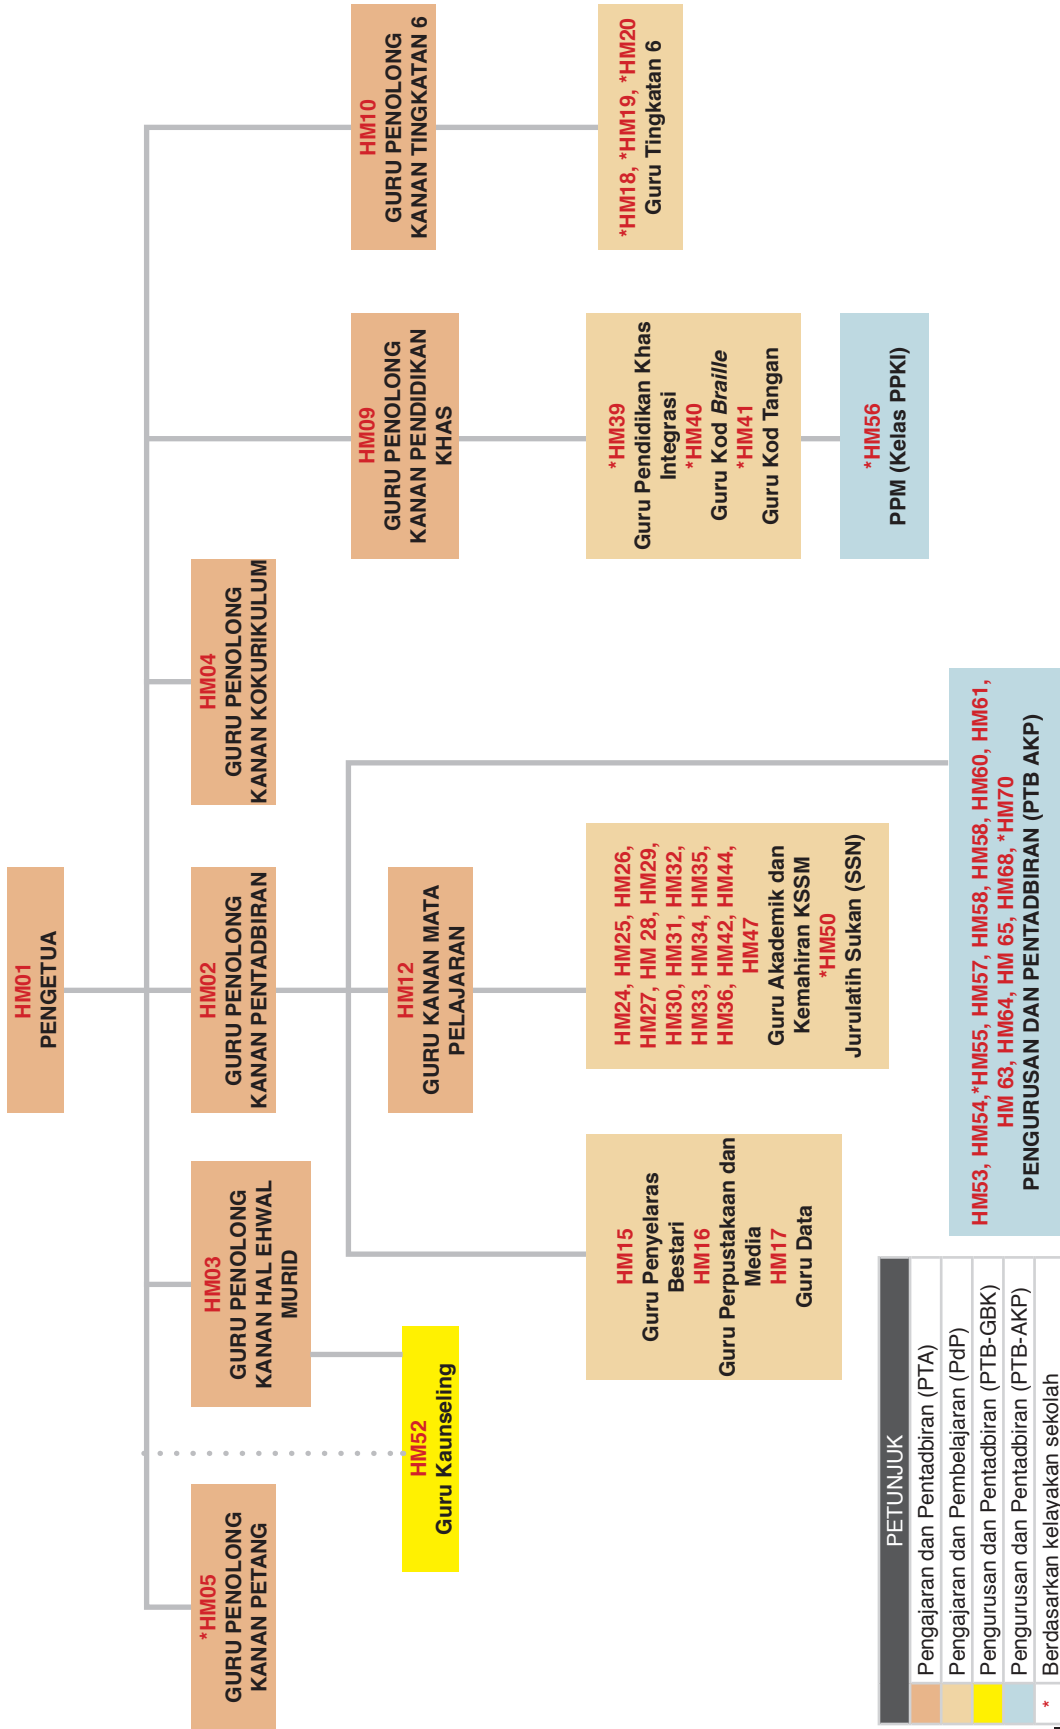 HM01
PENGETUA
*HM05
GURU PENOLONG
KANAN PETANG
HM03
GURU PENOLONG
KANAN HAL EHWAL
MURID
HM02
GURU PENOLONG
KANAN PENTADBIRAN
HM04
GURU PENOLONG
KANAN KOKURIKULUM
HM09
GURU PENOLONG
KANAN PENDIDIKAN
KHAS
HM10
GURU PENOLONG
KANAN TINGKATAN 6
HM52
Guru Kaunseling
HM12
GURU KANAN MATA
PELAJARAN
HM15
Guru Penyelaras
Bestari
HM16
Guru Perpustakaan dan
Media
HM17
Guru Data
HM24, HM25, HM26,
HM27, HM 28, HM29,
HM30, HM31, HM32,
HM33, HM34, HM35,
HM36, HM42, HM44,
HM47
Guru Akademik dan
Kemahiran KSSM
*HM50
Jurulatih Sukan (SSN)
*HM39
Guru Pendidikan Khas
Integrasi
*HM40
Guru Kod Braille
*HM41
Guru Kod Tangan
*HM18, *HM19, *HM20
Guru Tingkatan 6
*HM56
PPM (Kelas PPKI)
HM53, HM54,*HM55, HM57, HM58, HM58, HM60, HM61,
HM 63, HM64, HM 65, HM68, *HM70
PENGURUSAN DAN PENTADBIRAN (PTB AKP)
PETUNJUK
Pengajaran dan Pentadbiran (PTA)
Pengajaran dan Pembelajaran (PdP)
Pengurusan dan Pentadbiran (PTB-GBK)
Pengurusan dan Pentadbiran (PTB-AKP)
* Berdasarkan kelayakan sekolah